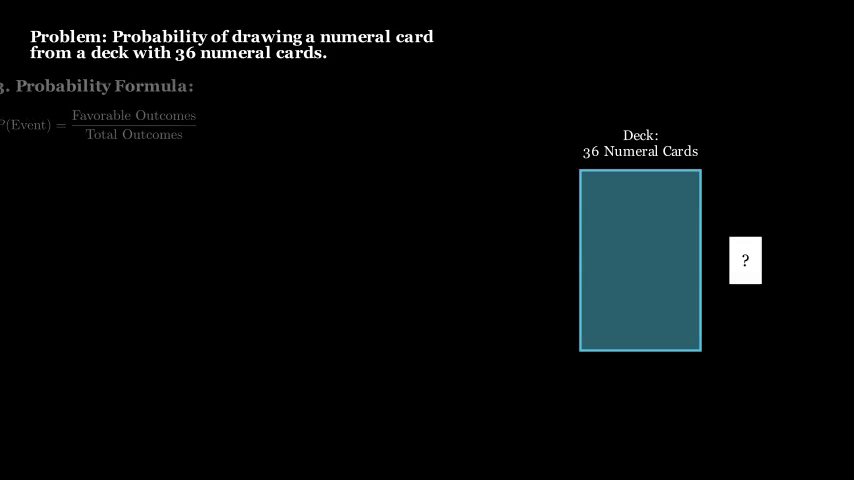 Problem: Probability of drawing a numeral card
from a deck with 36 numeral cards.
3. Probability Formula:
P(Event) = Favorable Outcomes / Total Outcomes
Deck:
36 Numeral Cards
?